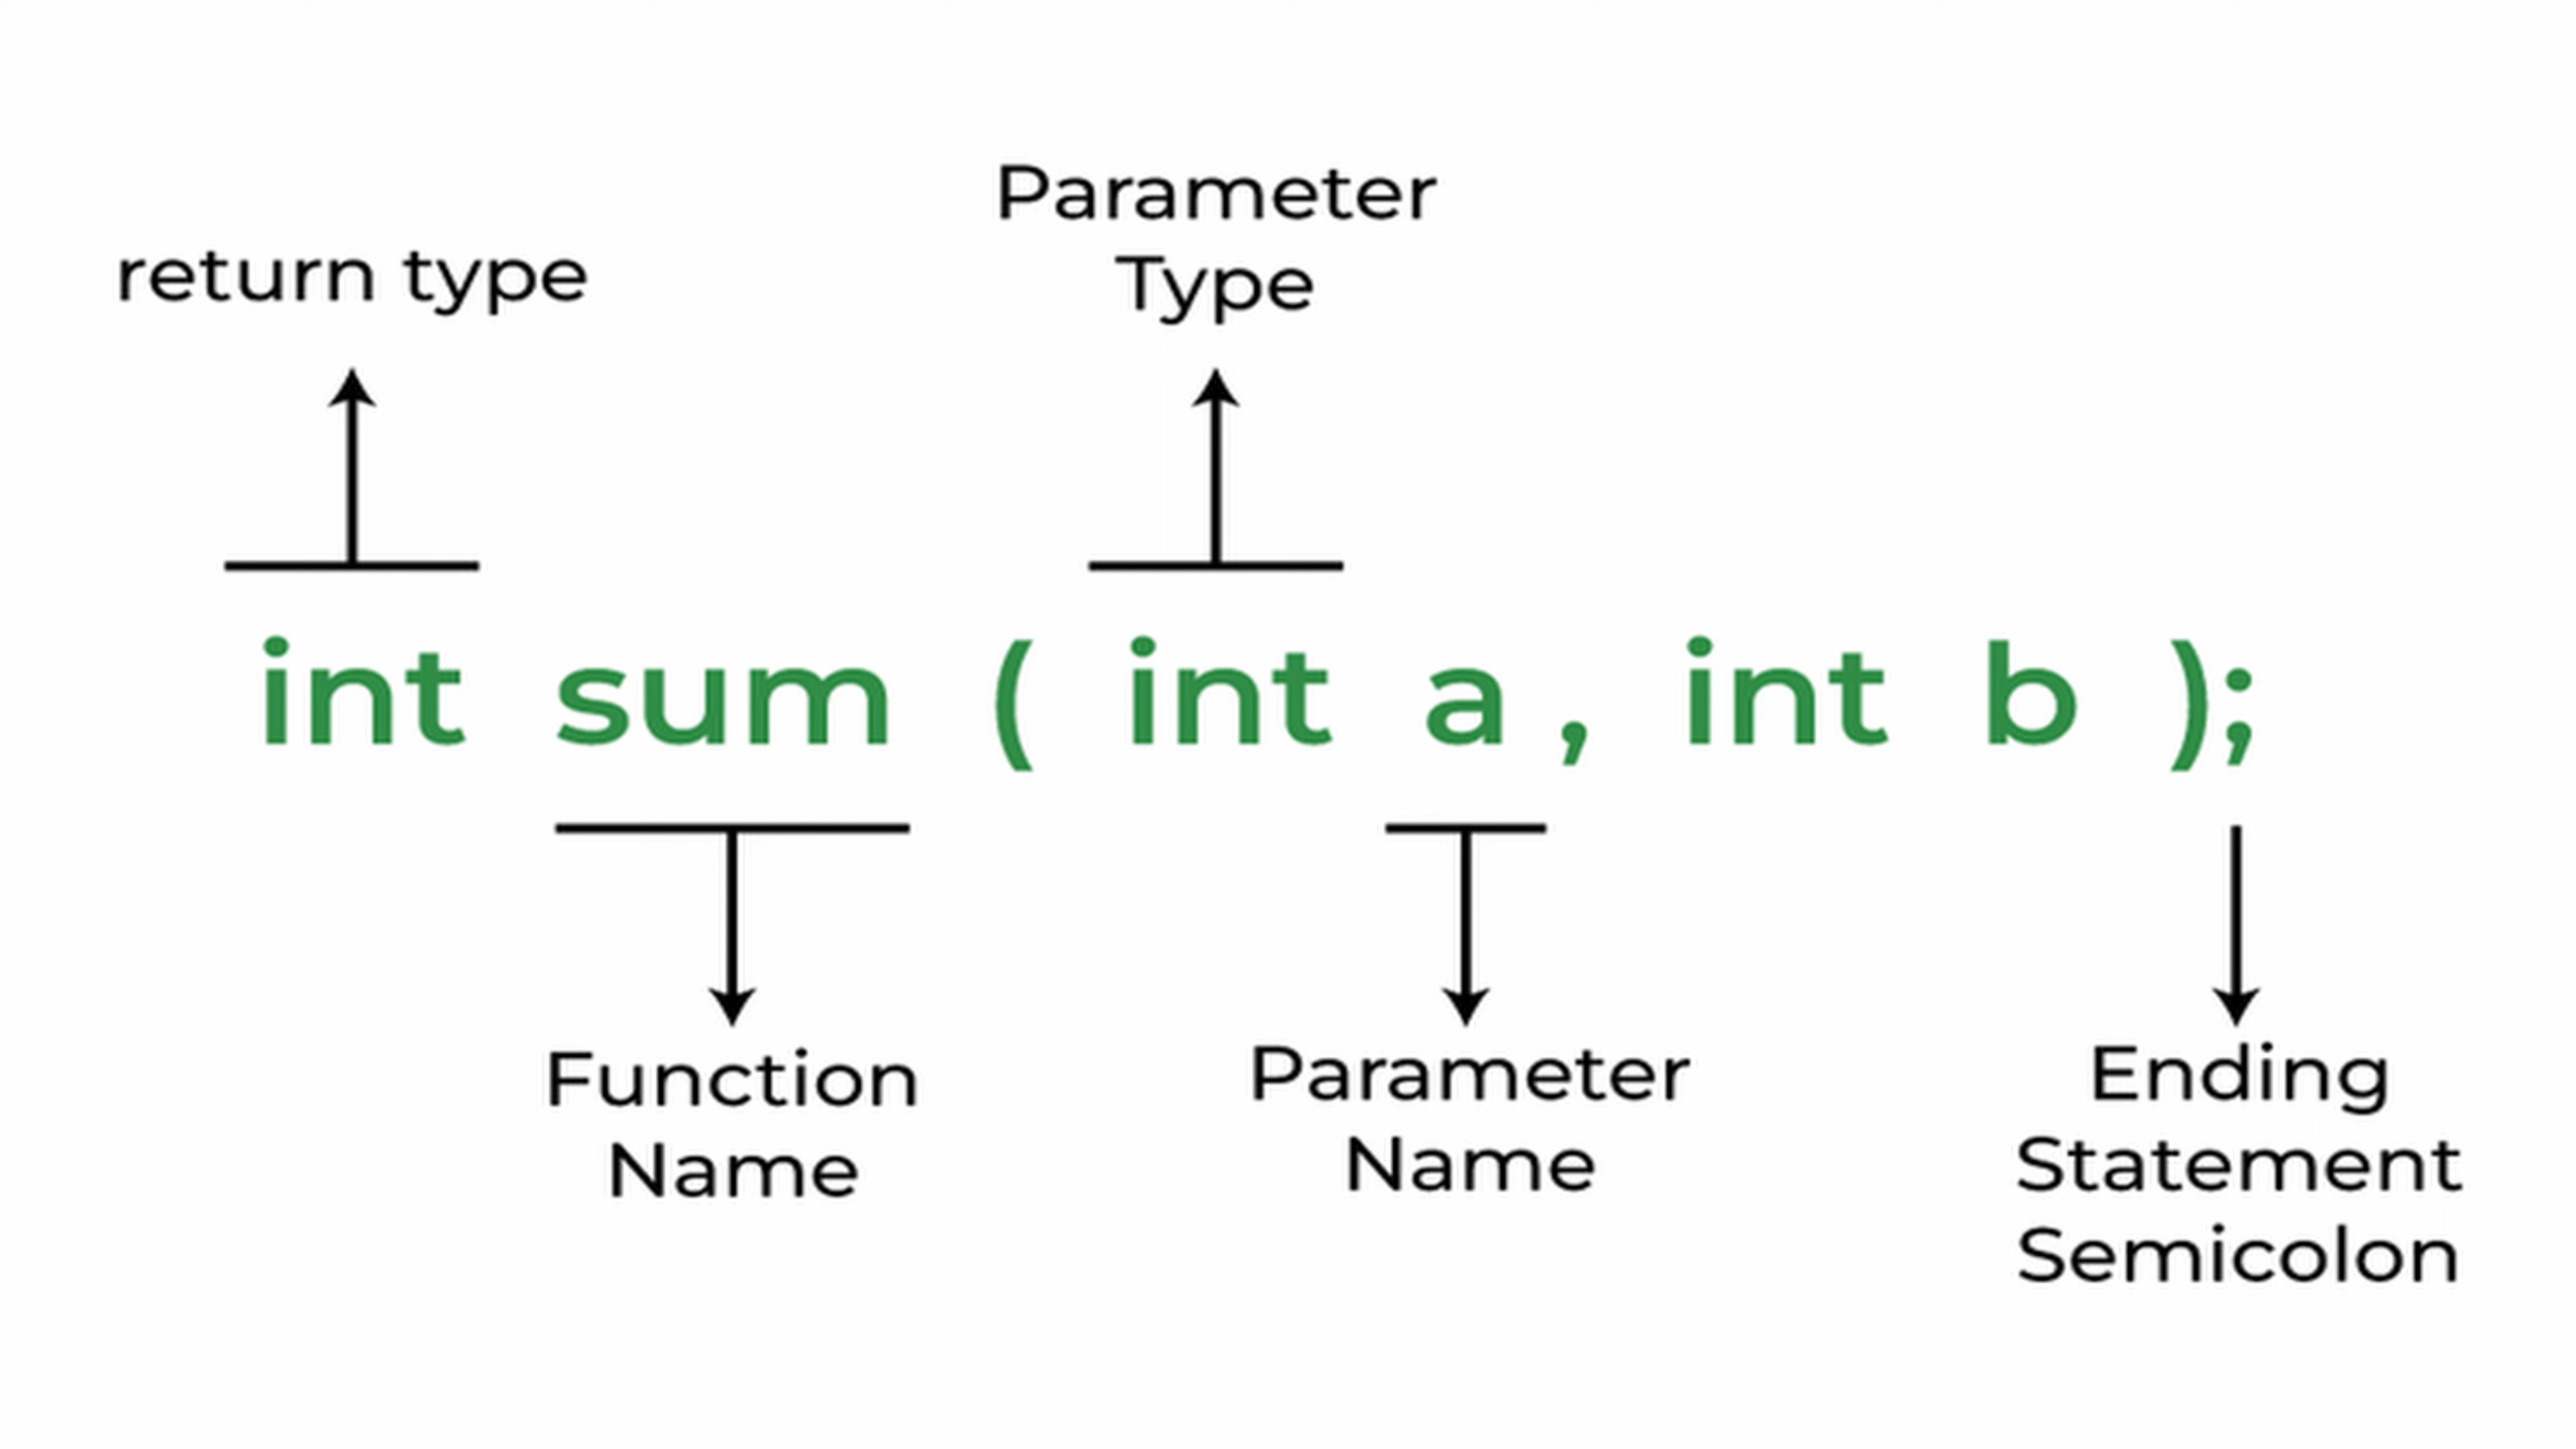 return type
Parameter
Type
int sum ( int a , int b );
Function
Name
Parameter
Name
Ending
Statement
Semicolon